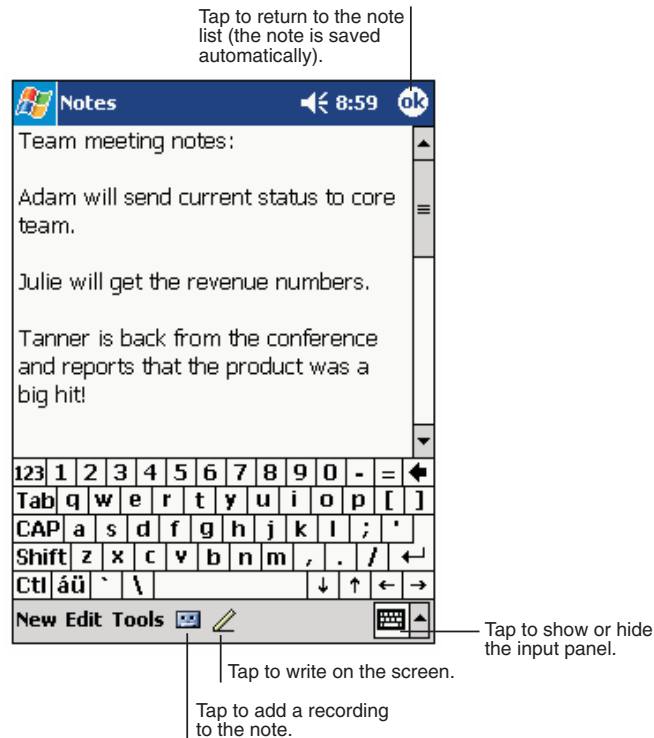 Tap to return to the note
list (the note is saved
automatically).
Notes 8:59 ok
Team meeting notes:
Adam will send current status to core
team.
Julie will get the revenue numbers.
Tanner is back from the conference
and reports that the product was a
big hit!
123 1 2 3 4 5 6 7 8 9 0 - =
Tab q w e r t y u i o p [ ]
CAP a s d f g h j k l ; '
Shift z x c v b n m , . /
Ctl áü ` \
New Edit Tools
Tap to show or hide
the input panel.
Tap to write on the screen.
Tap to add a recording
to the note.